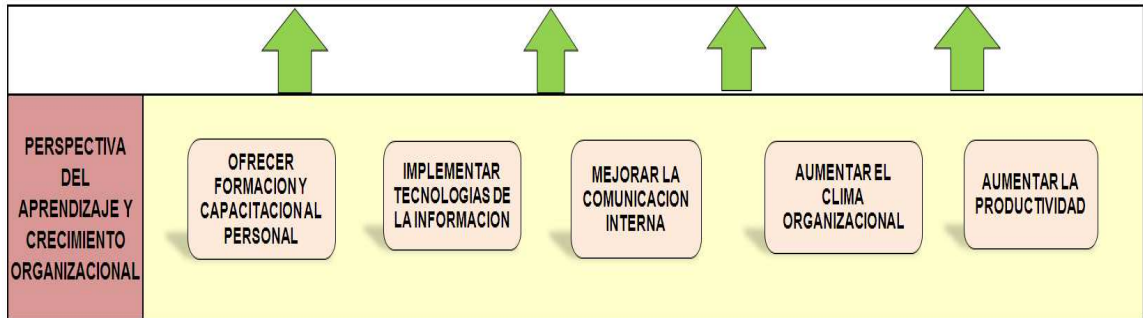 PERSPECTIVA
DEL
APRENDIZAJE Y
CRECIMIENTO
ORGANIZACIONAL
OFRECER
FORMACION Y
CAPACITACION AL
PERSONAL
IMPLEMENTAR
TECNOLOGIAS DE
LA INFORMACION
MEJORAR LA
COMUNICACION
INTERNA
AUMENTAR EL
CLIMA
ORGANIZACIONAL
AUMENTAR LA
PRODUCTIVIDAD